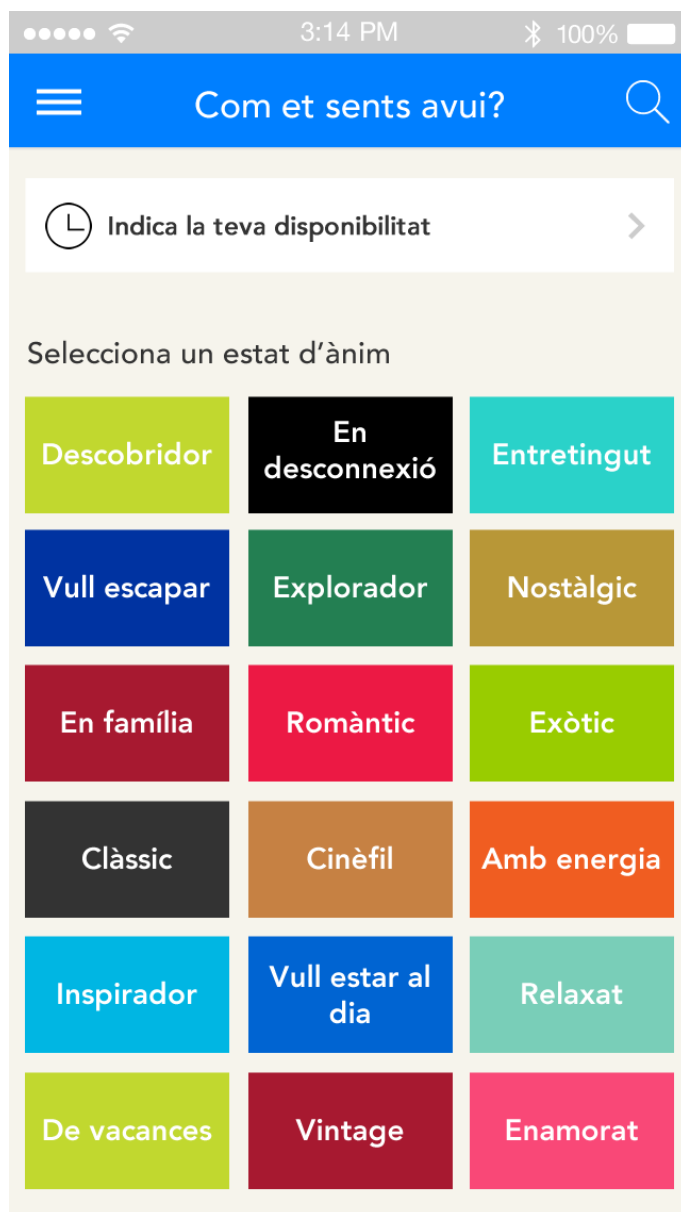 3:14 PM
100%
Com et sents avui?
Indica la teva disponibilitat
Selecciona un estat d’ànim
Descobridor
En
desconnexió
Entretingut
Vull escapar
Explorador
Nostàlgic
En família
Romàntic
Exòtic
Clàssic
Cinèfil
Amb energia
Inspirador
Vull estar al
dia
Relaxat
De vacances
Vintage
Enamorat